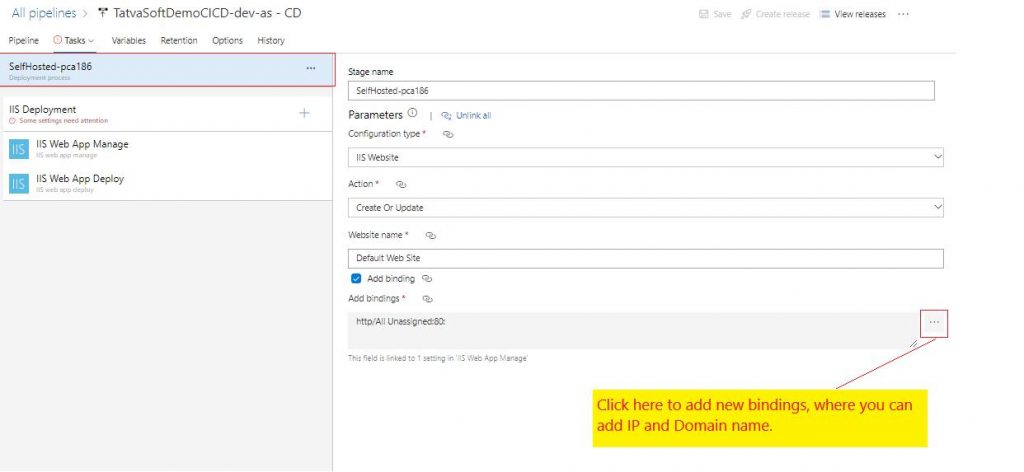 All pipelines > TatvaSoftDemoCICD-dev-as - CD
Save Create release View releases ...
Pipeline Tasks Variables Retention Options History
SelfHosted-pca186 ...
Deployment process
IIS Deployment +
Some settings need attention
IIS IIS Web App Manage
IIS web app manage
IIS IIS Web App Deploy
IIS web app deploy
Stage name
SelfHosted-pca186
Parameters | Unlink all
Configuration type *
IIS Website
Action *
Create Or Update
Website name *
Default Web Site
Add binding
Add bindings *
http/All Unassigned:80:
...
This field is linked to 1 setting in 'IIS Web App Manage'
Click here to add new bindings, where you can
add IP and Domain name.